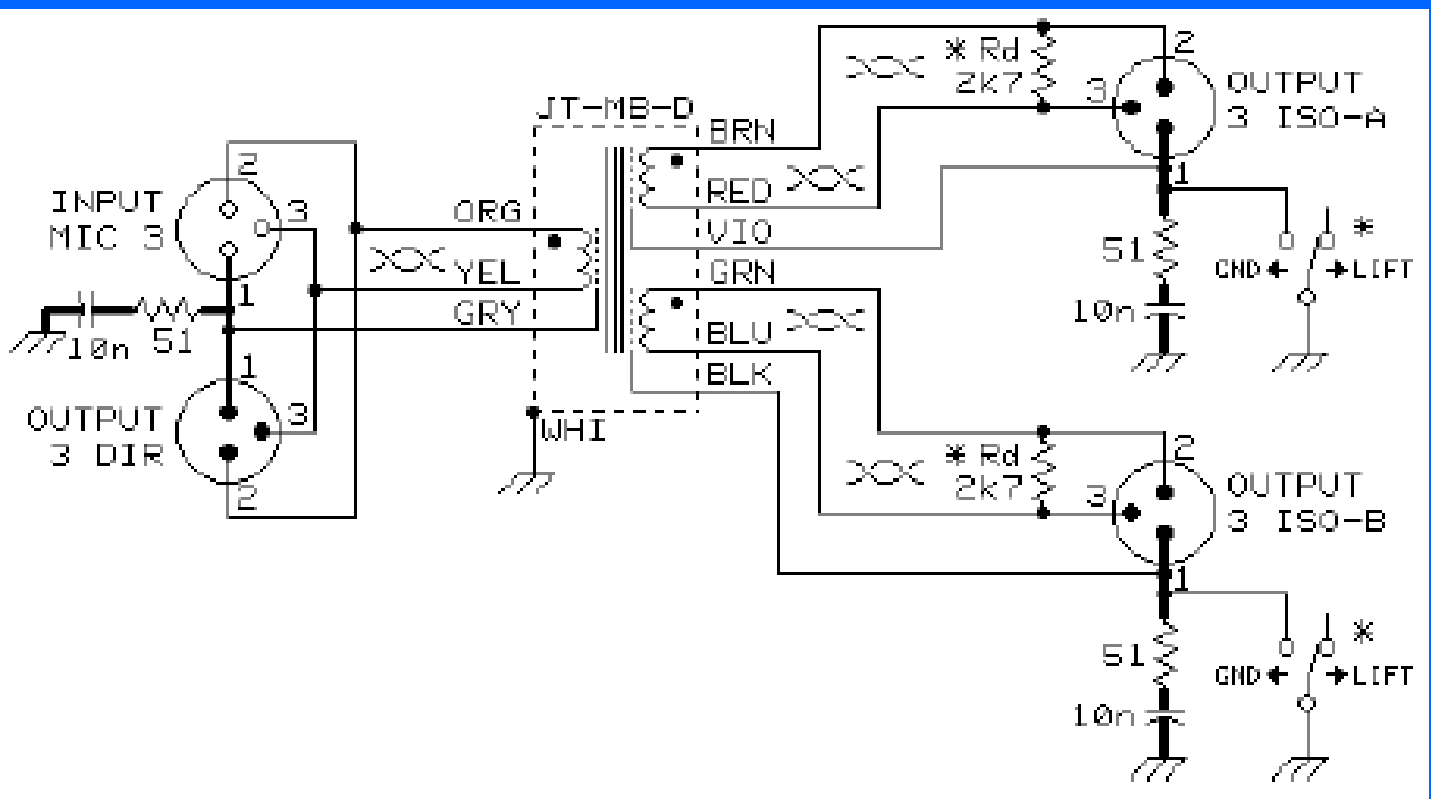 JT-MB-D
INPUT
MIC 3
2
3
1
10n
51
OUTPUT
3 DIR
1
3
2
ORG
YEL
GRY
WHI
BRN
RED
VIO
GRN
BLU
BLK
* Rd
2k7
2
3
1
OUTPUT
3 ISO-A
51
10n
*
GND
LIFT
* Rd
2k7
2
3
1
OUTPUT
3 ISO-B
51
10n
*
GND
LIFT